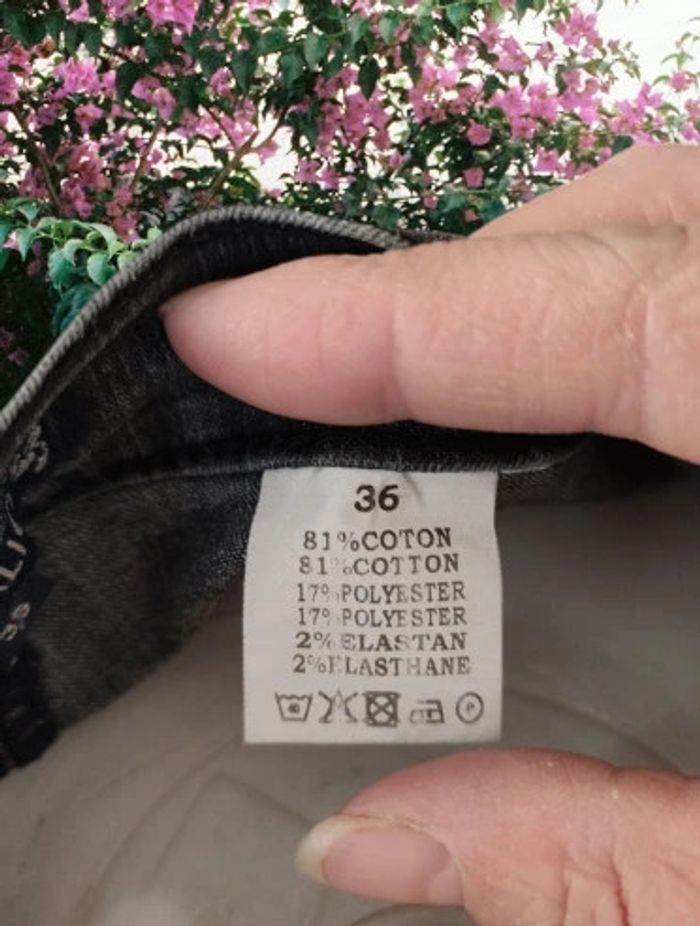 36
81%COTON
81%COTTON
17%POLYESTER
17%POLYESTER
2%ELASTAN
2%ELASTHANE
P